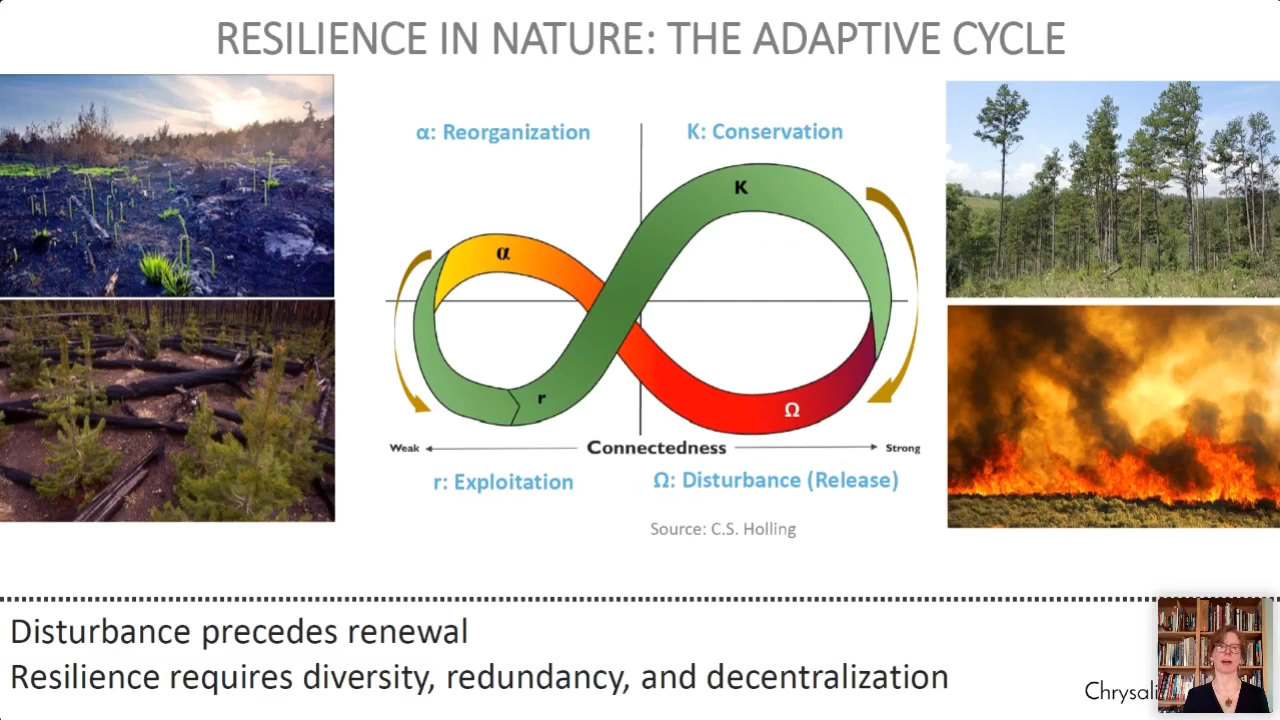 RESILIENCE IN NATURE: THE ADAPTIVE CYCLE
α: Reorganization
K: Conservation
K
α
r
Ω
Weak
Connectedness
Strong
r: Exploitation
Ω: Disturbance (Release)
Source: C.S. Holling
Disturbance precedes renewal
Resilience requires diversity, redundancy, and decentralization